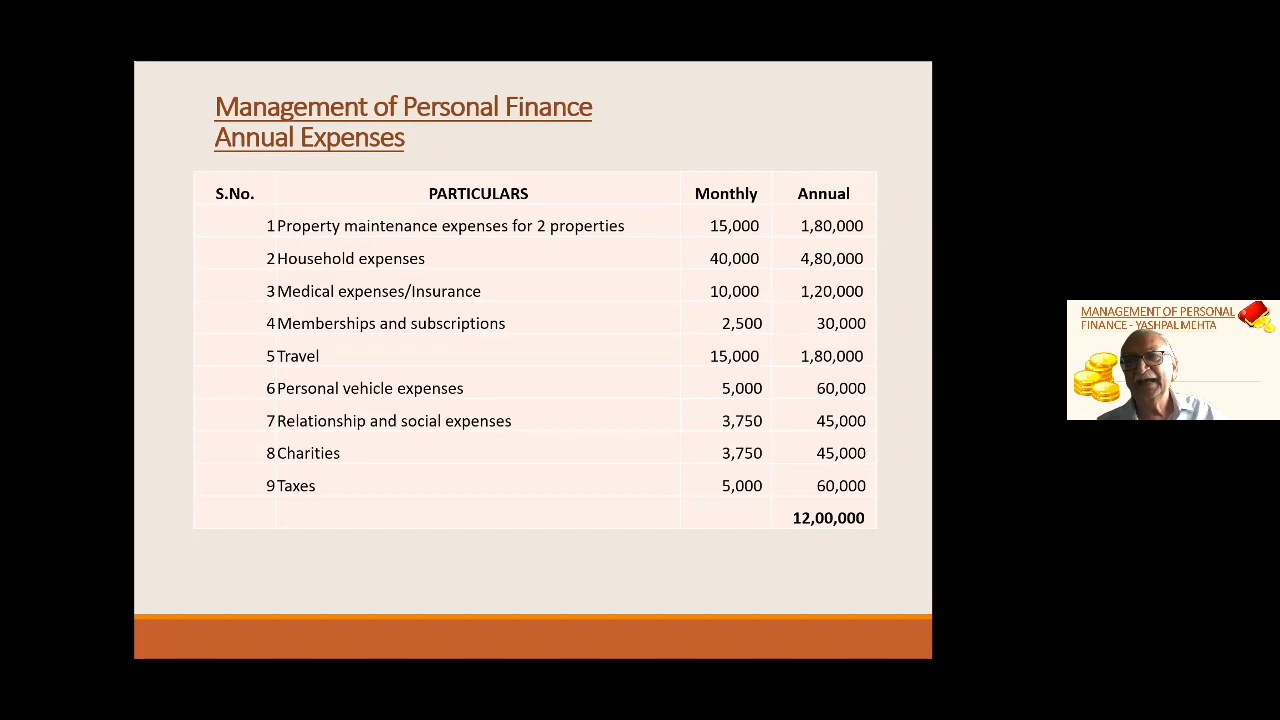 Management of Personal Finance
Annual Expenses
S.No. PARTICULARS Monthly Annual
1 Property maintenance expenses for 2 properties 15,000 1,80,000
2 Household expenses 40,000 4,80,000
3 Medical expenses/Insurance 10,000 1,20,000
4 Memberships and subscriptions 2,500 30,000
5 Travel 15,000 1,80,000
6 Personal vehicle expenses 5,000 60,000
7 Relationship and social expenses 3,750 45,000
8 Charities 3,750 45,000
9 Taxes 5,000 60,000
12,00,000
MANAGEMENT OF PERSONAL
FINANCE - YASHPAL MEHTA